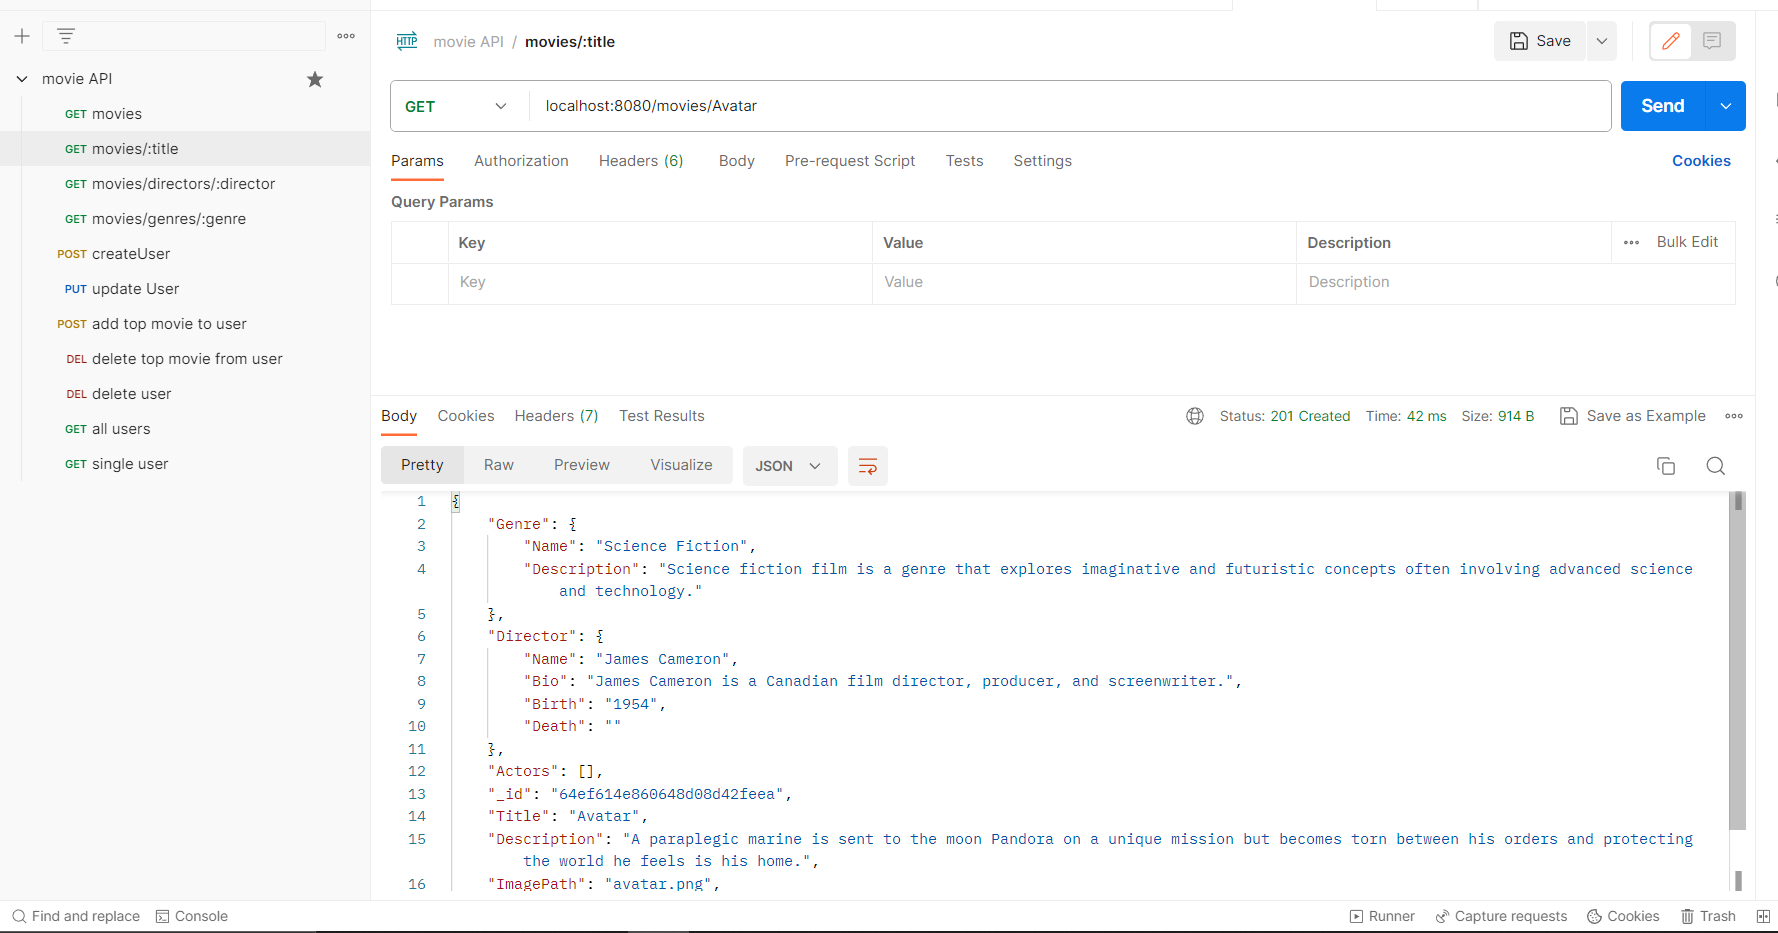 HTTP movie API / movies/:title
Save
movie API
GET movies
GET movies/:title
GET movies/directors/:director
GET movies/genres/:genre
POST createUser
PUT update User
POST add top movie to user
DEL delete top movie from user
DEL delete user
GET all users
GET single user
GET localhost:8080/movies/Avatar Send
Params Authorization Headers (6) Body Pre-request Script Tests Settings Cookies
Query Params
Key Value Description Bulk Edit
Key Value Description
Body Cookies Headers (7) Test Results Status: 201 Created Time: 42 ms Size: 914 B Save as Example
Pretty Raw Preview Visualize JSON
1 {
2 "Genre": {
3 "Name": "Science Fiction",
4 "Description": "Science fiction film is a genre that explores imaginative and futuristic concepts often involving advanced science
and technology."
5 },
6 "Director": {
7 "Name": "James Cameron",
8 "Bio": "James Cameron is a Canadian film director, producer, and screenwriter.",
9 "Birth": "1954",
10 "Death": ""
11 },
12 "Actors": [],
13 "_id": "64ef614e860648d08d42feea",
14 "Title": "Avatar",
15 "Description": "A paraplegic marine is sent to the moon Pandora on a unique mission but becomes torn between his orders and protecting
the world he feels is his home.",
16 "ImagePath": "avatar.png",
Find and replace Console Runner Capture requests Cookies Trash